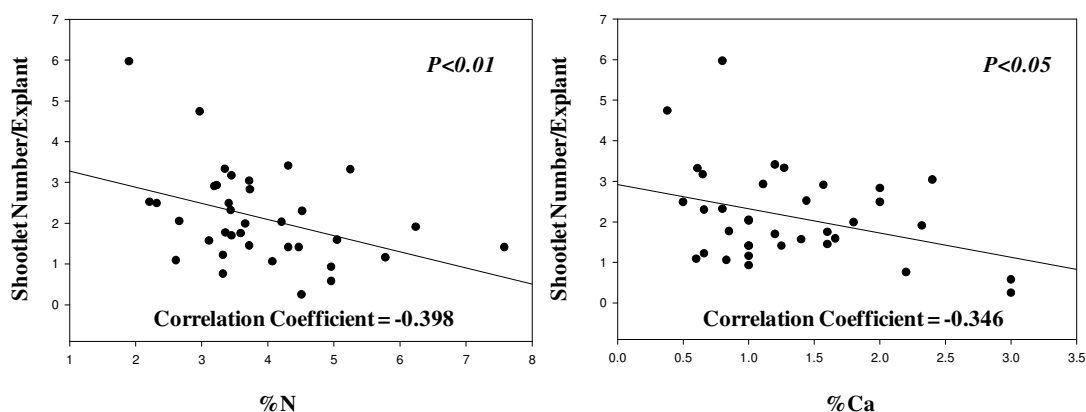 7
6
5
4
3
2
1
0
Shootlet Number/Explant
P<0.01
Correlation Coefficient = -0.398
1 2 3 4 5 6 7 8
%N
7
6
5
4
3
2
1
0
Shootlet Number/Explant
P<0.05
Correlation Coefficient = -0.346
0.0 0.5 1.0 1.5 2.0 2.5 3.0 3.5
%Ca